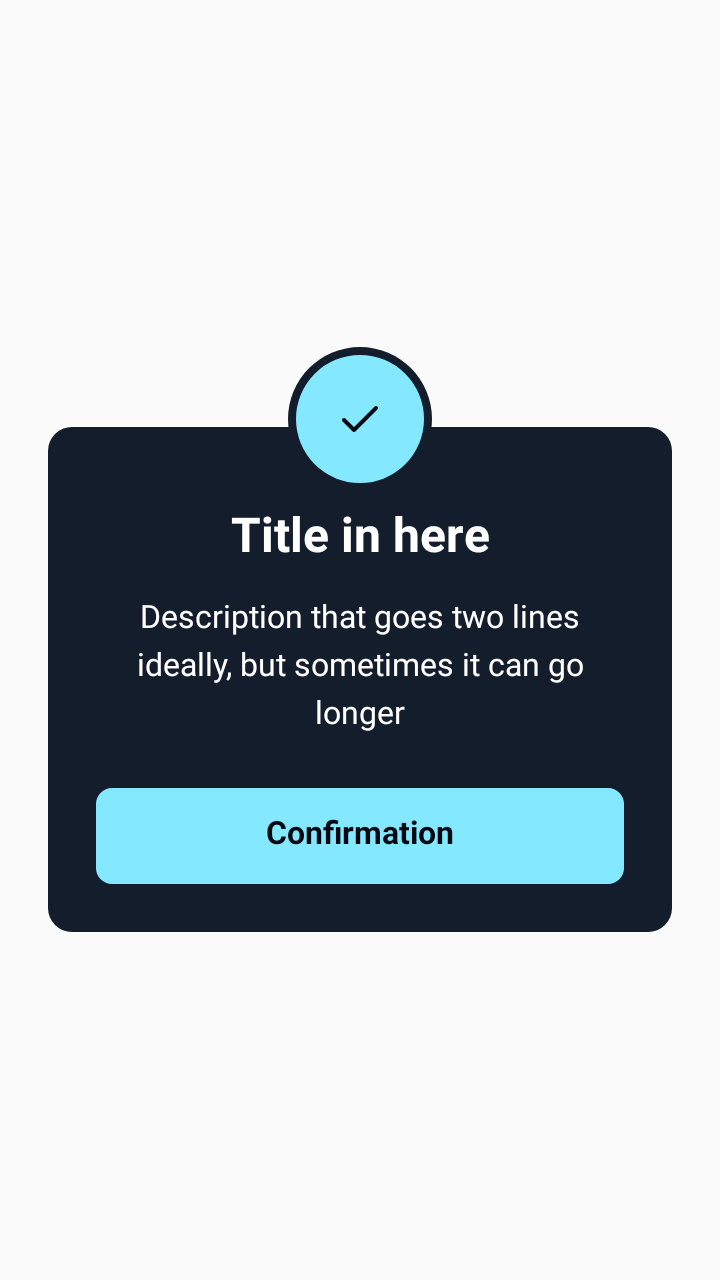 Title in here
Description that goes two lines
ideally, but sometimes it can go
longer
Confirmation